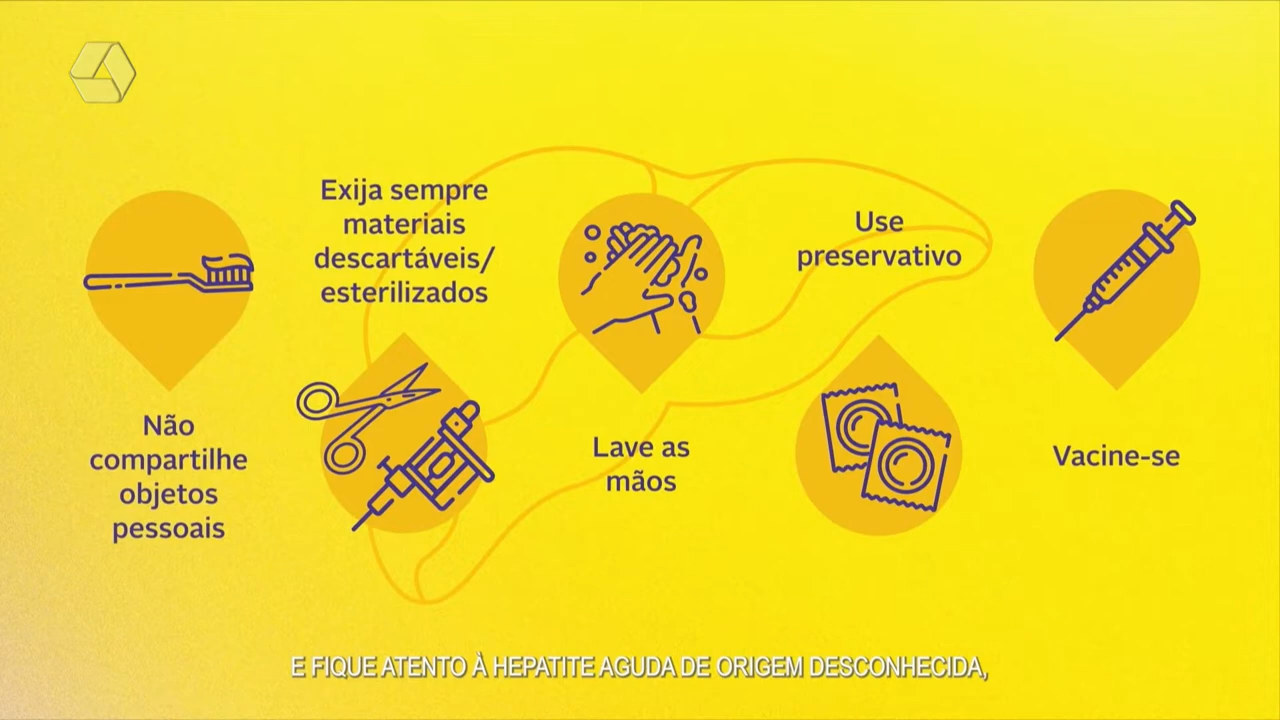 Não
compartilhe
objetos
pessoais
Exija sempre
materiais
descartáveis/
esterilizados
Lave as
mãos
Use
preservativo
Vacine-se
E FIQUE ATENTO À HEPATITE AGUDA DE ORIGEM DESCONHECIDA,